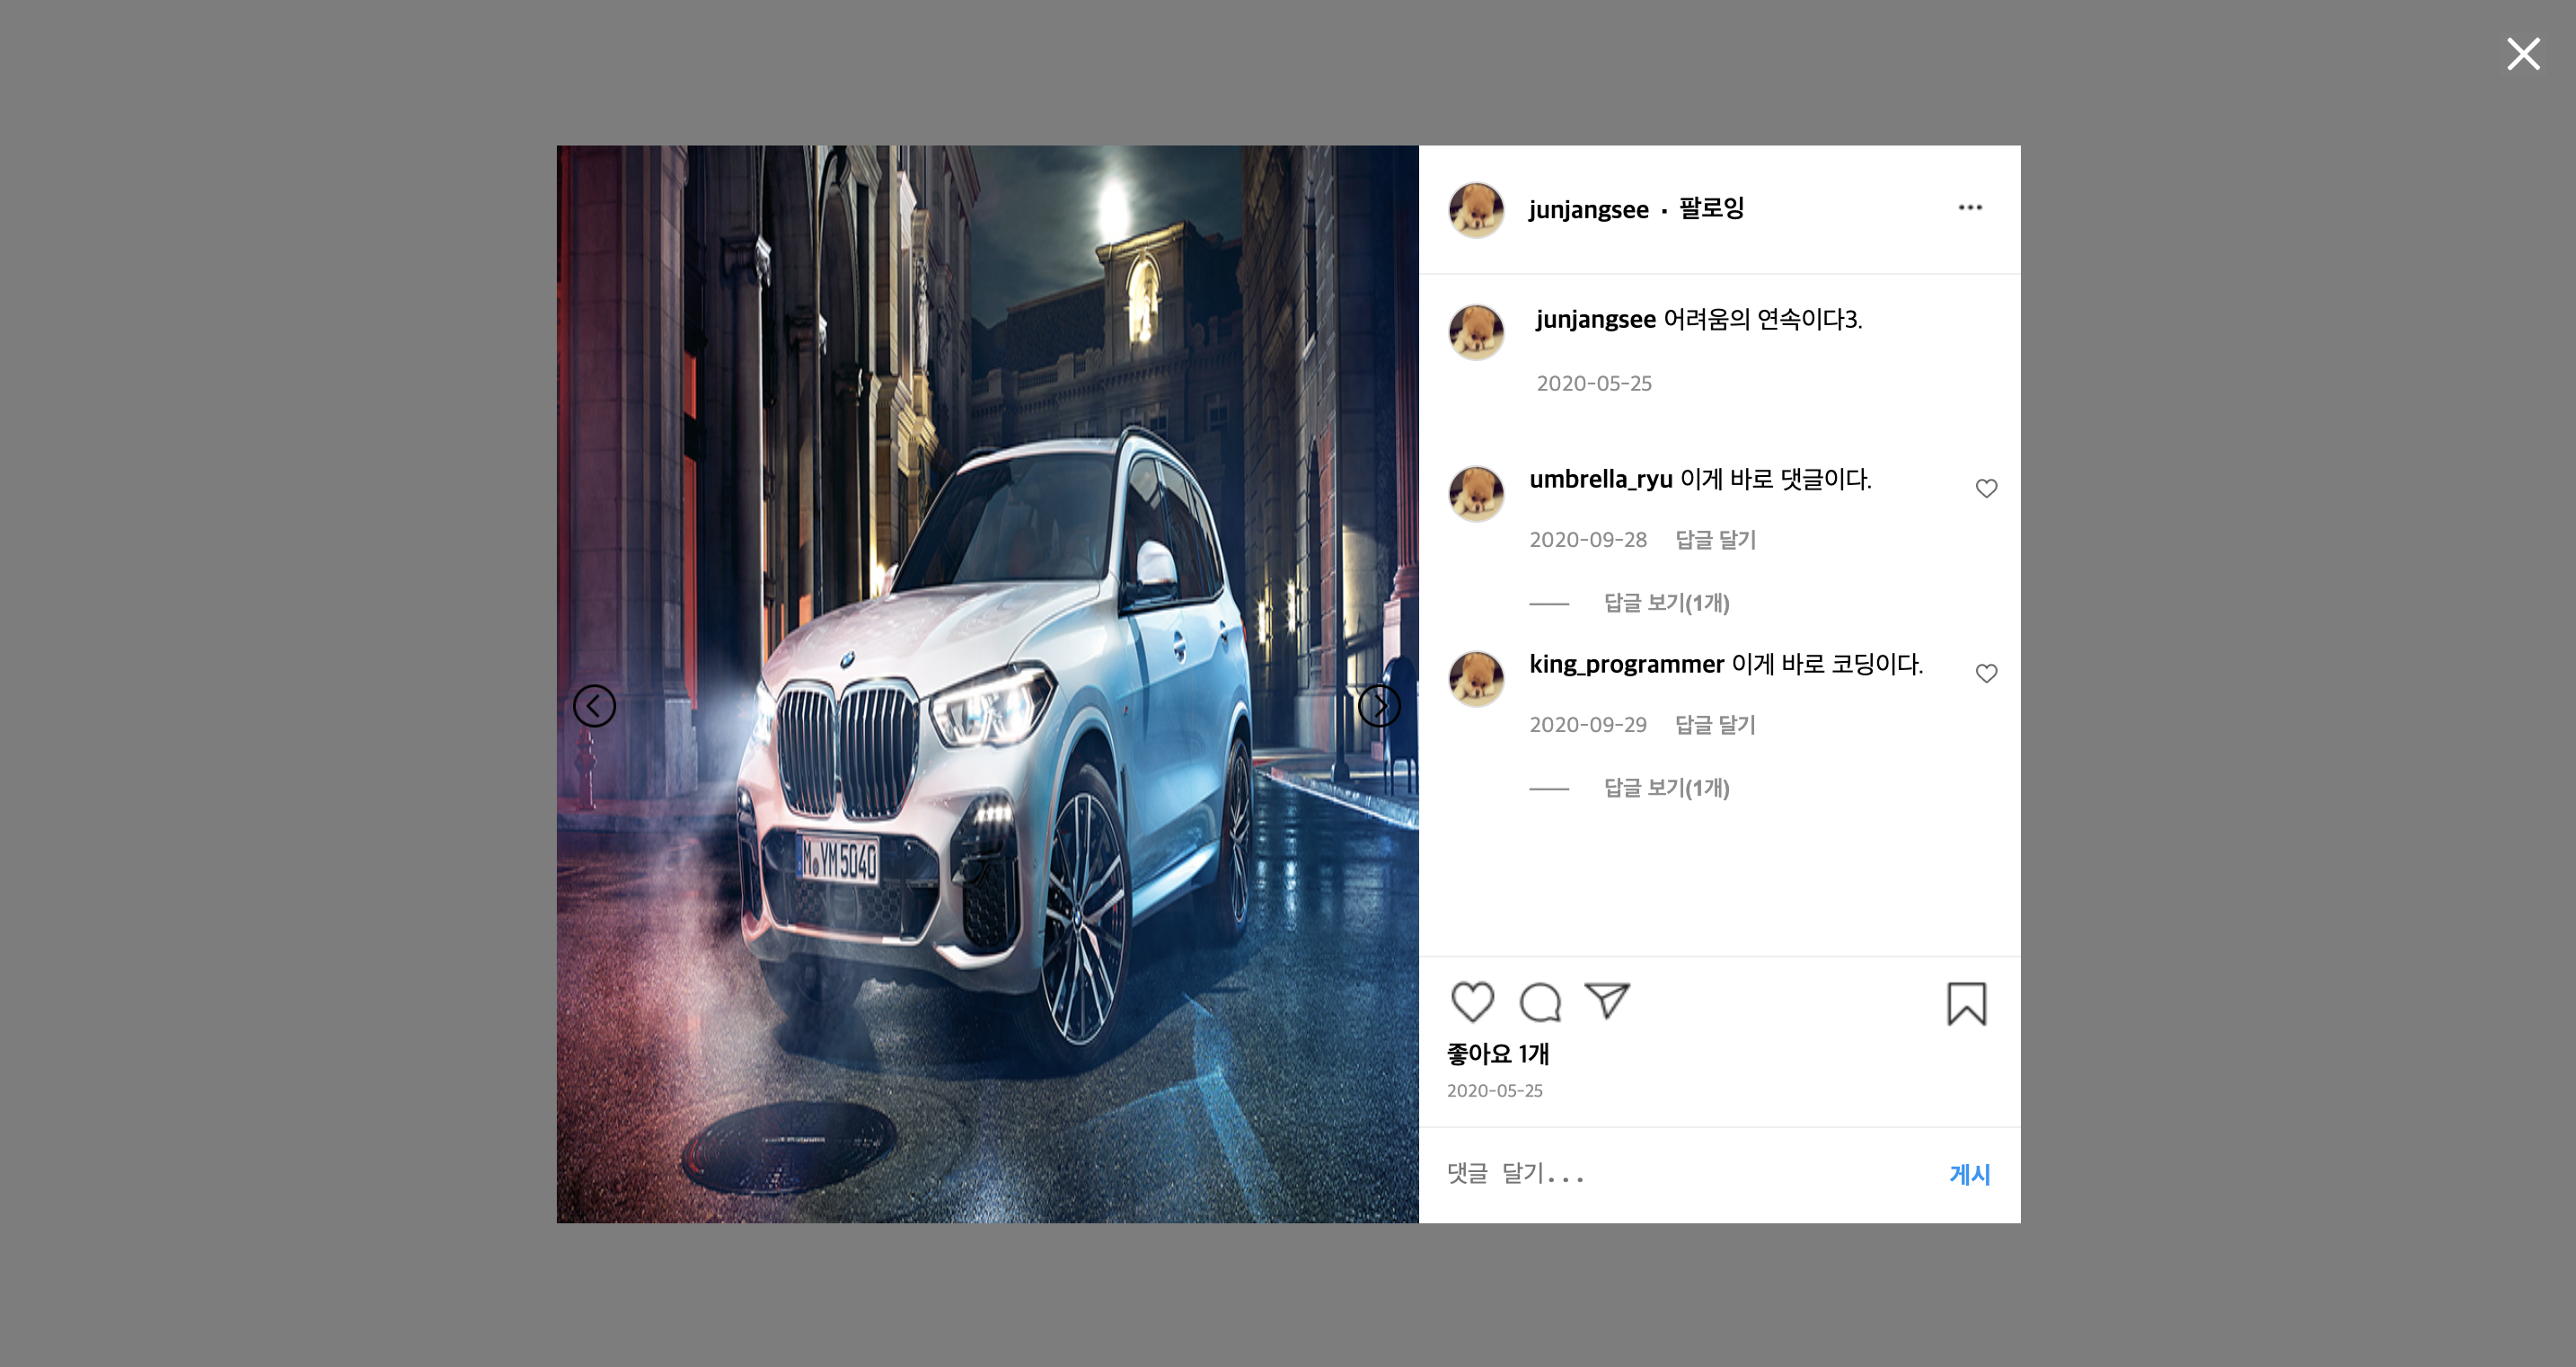 junjangsee · 팔로잉
junjangsee 어려움의 연속이다3.
2020-05-25
umbrella_ryu 이게 바로 댓글이다.
2020-09-28 답글 달기
답글 보기(1개)
king_programmer 이게 바로 코딩이다.
2020-09-29 답글 달기
답글 보기(1개)
M YM 5040
좋아요 1개
2020-05-25
댓글 달기...
게시